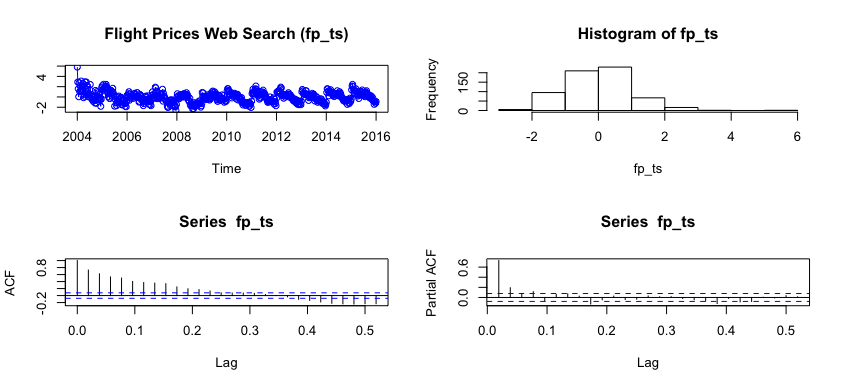 Flight Prices Web Search (fp_ts)
4
-2
2004 2006 2008 2010 2012 2014 2016
Time
Histogram of fp_ts
Frequency
150
0
-2 0 2 4 6
fp_ts
Series fp_ts
ACF
0.8
-0.2
0.0 0.1 0.2 0.3 0.4 0.5
Lag
Series fp_ts
Partial ACF
0.6
0.0
0.0 0.1 0.2 0.3 0.4 0.5
Lag